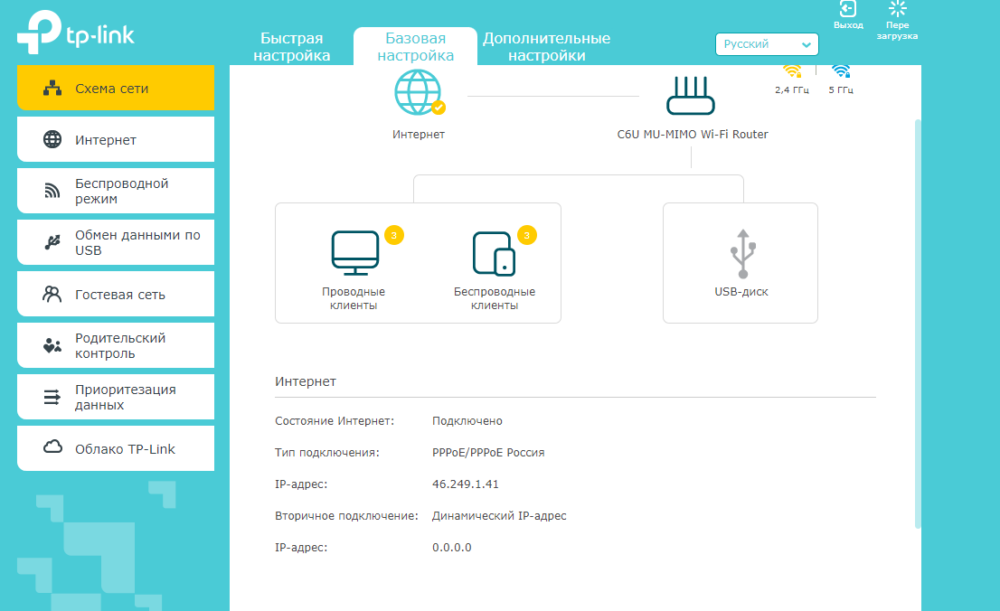 tp-link
Быстрая
настройка
Базовая
настройка
Дополнительные
настройки
Русский
Выход
Пере
загрузка
Схема сети
Интернет
Беспроводной
режим
Обмен данными по
USB
Гостевая сеть
Родительский
контроль
Приоритезация
данных
Облако TP-Link
2,4 ГГц
5 ГГц
Интернет
C6U MU-MIMO Wi-Fi Router
3
Проводные
клиенты
3
Беспроводные
клиенты
USB-диск
Интернет
Состояние Интернет: Подключено
Тип подключения: PPPoE/PPPoE Россия
IP-адрес: 46.249.1.41
Вторичное подключение: Динамический IP-адрес
IP-адрес: 0.0.0.0